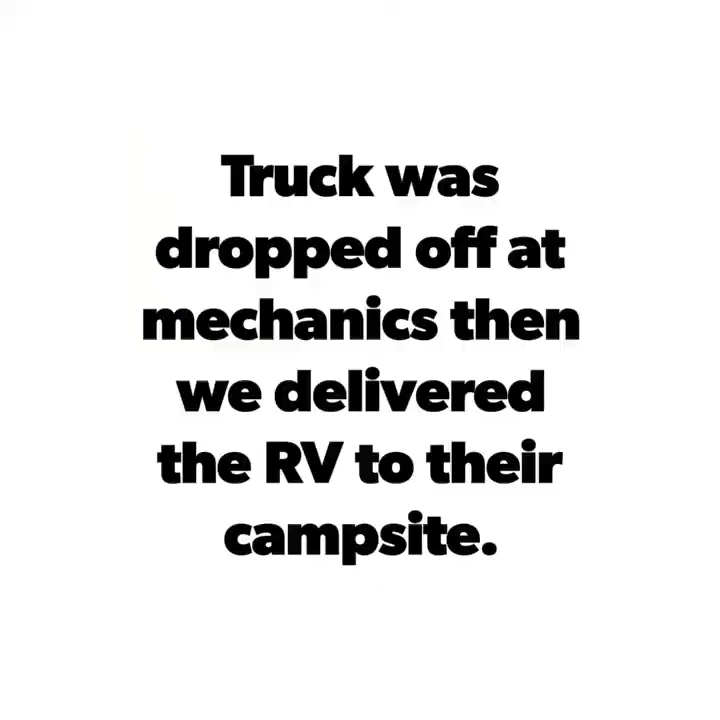 Truck was
dropped off at
mechanics then
we delivered
the RV to their
campsite.